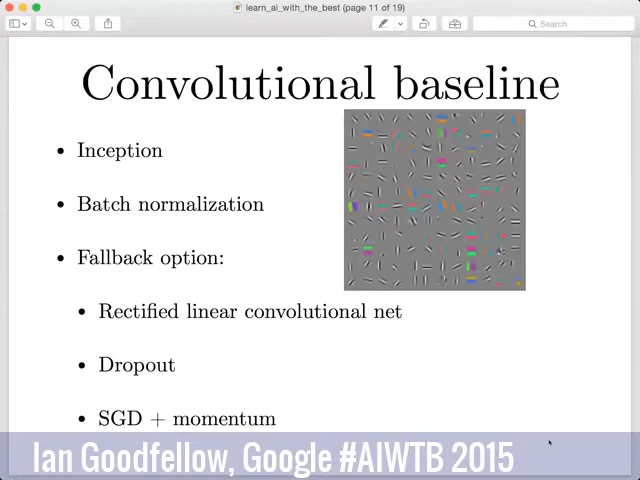 learn_ai_with_the_best (page 11 of 19)
Search
Convolutional baseline
• Inception
• Batch normalization
• Fallback option:
• Rectified linear convolutional net
• Dropout
• SGD + momentum
Ian Goodfellow, Google #AIWTB 2015